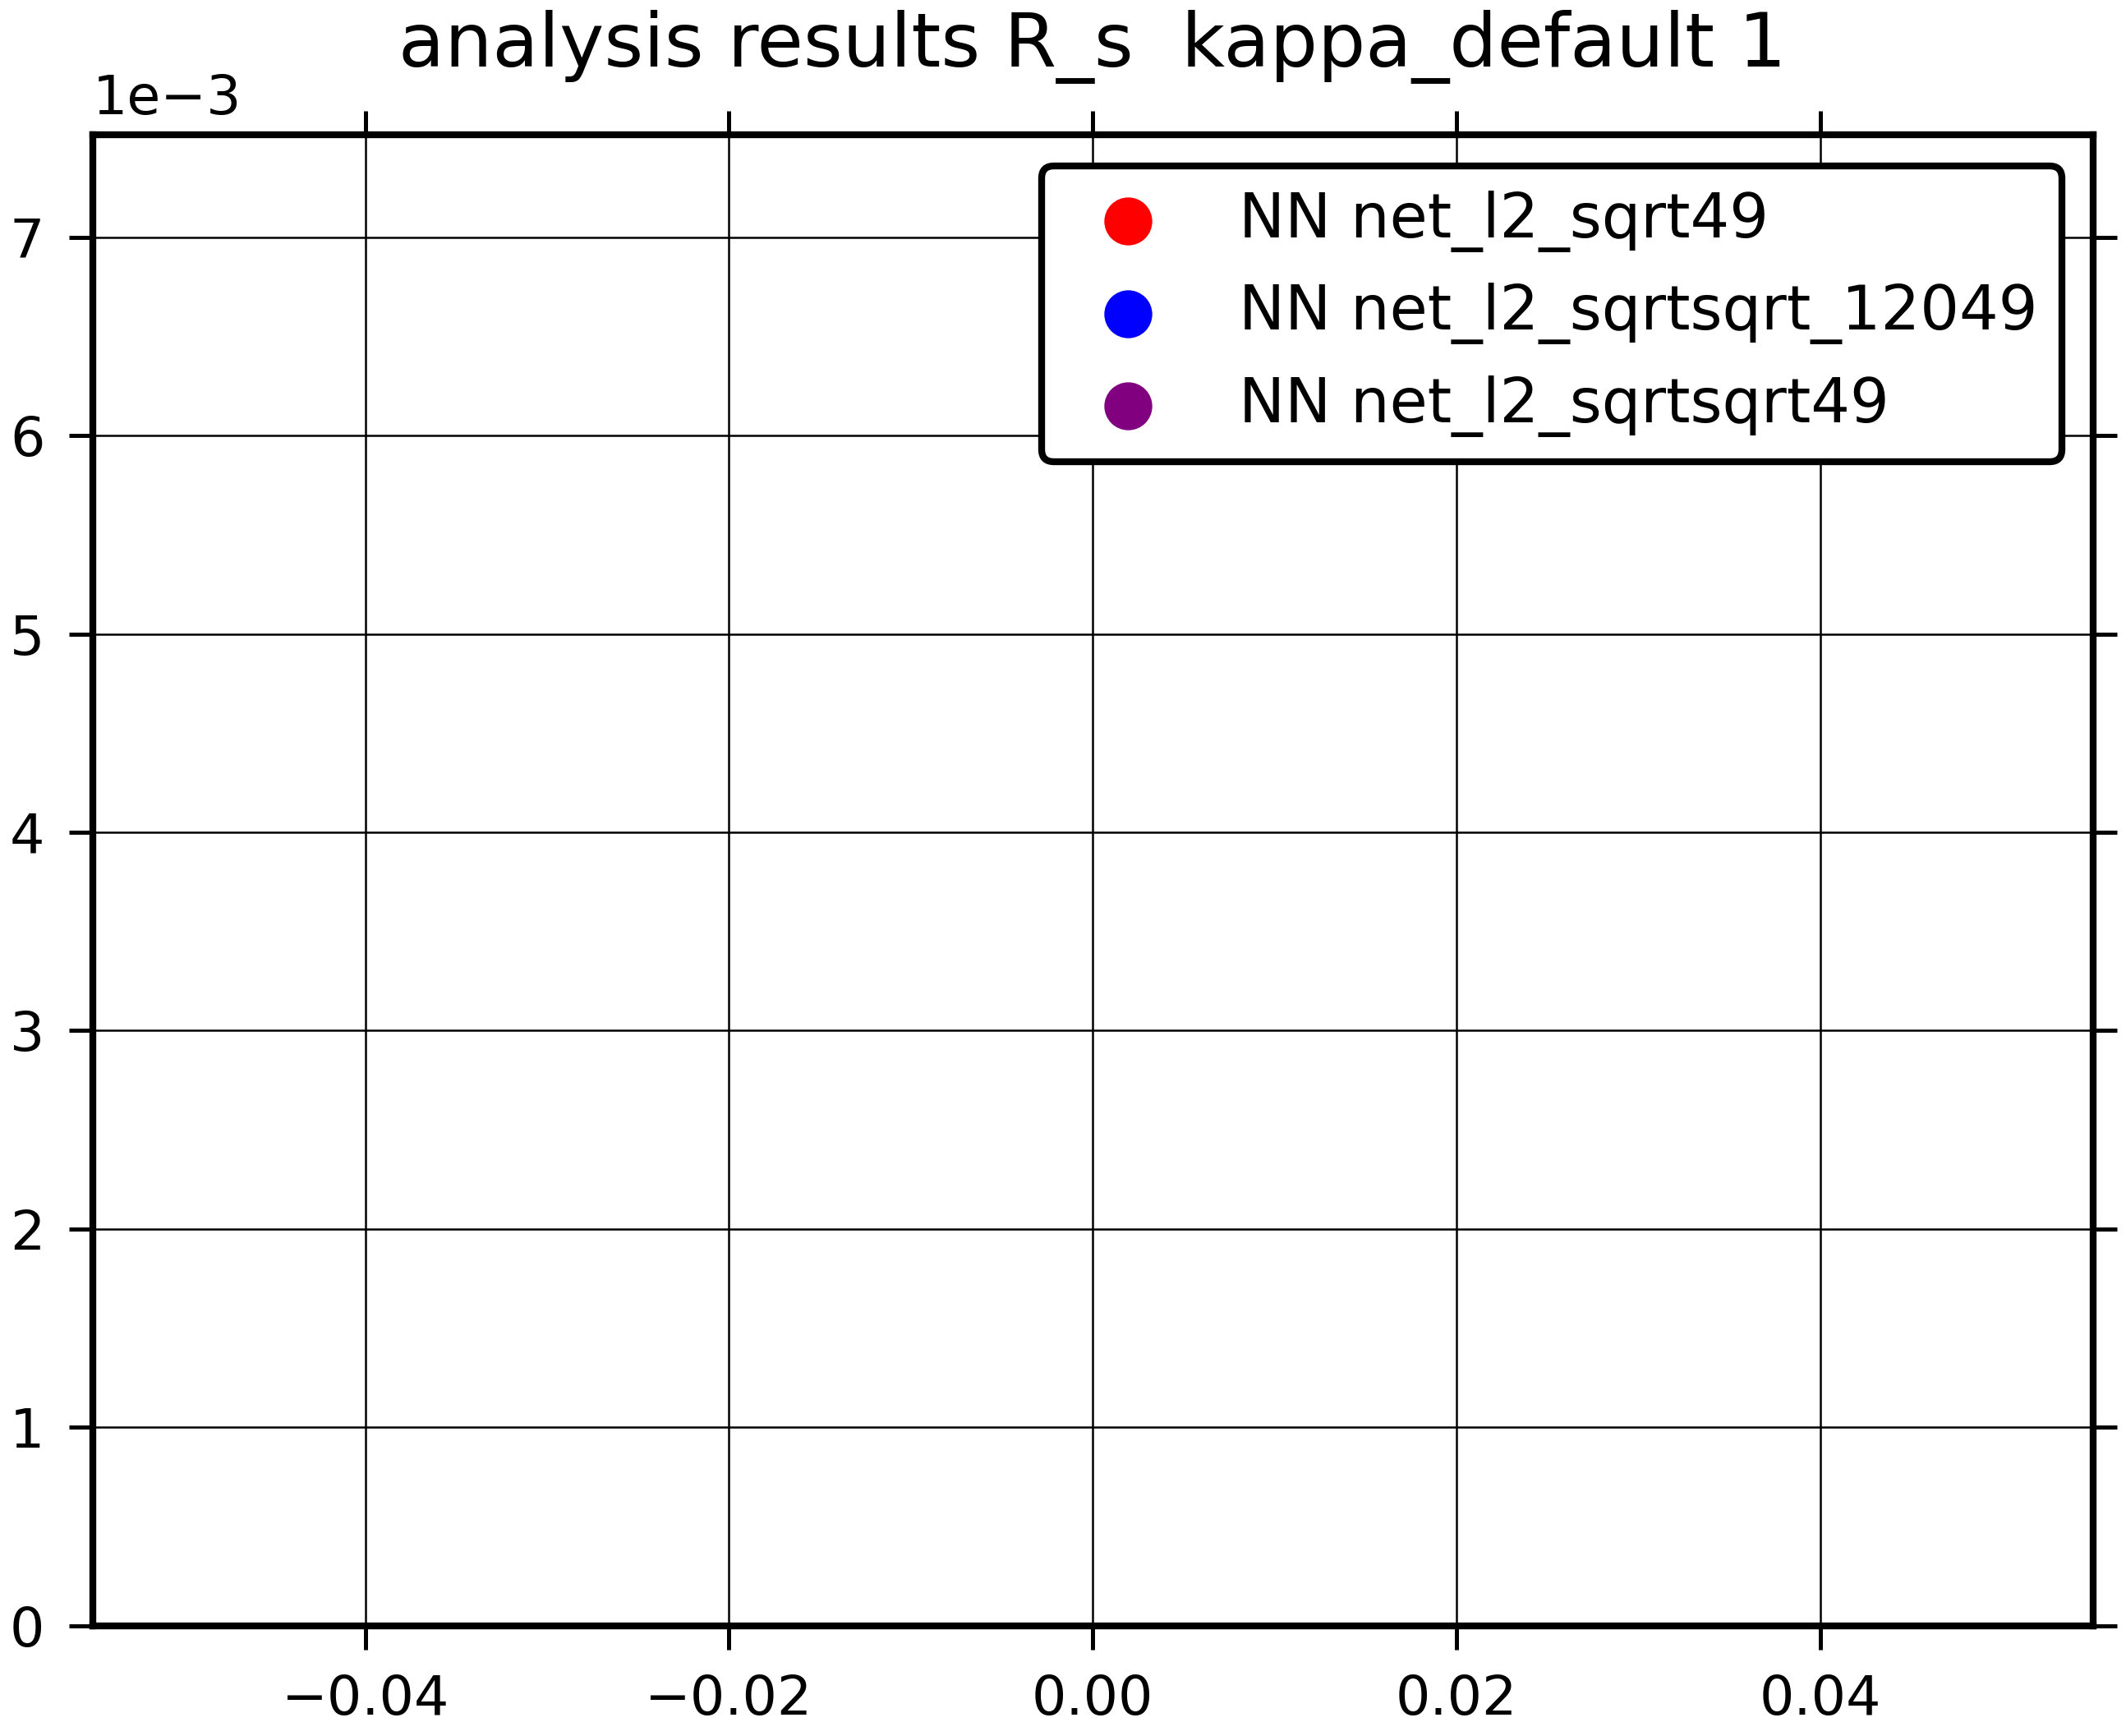 analysis results R_s  kappa_default 1
1e−3
NN net_l2_sqrt49
NN net_l2_sqrtsqrt_12049
NN net_l2_sqrtsqrt49
7
6
5
4
3
2
1
0
−0.04 −0.02 0.00 0.02 0.04